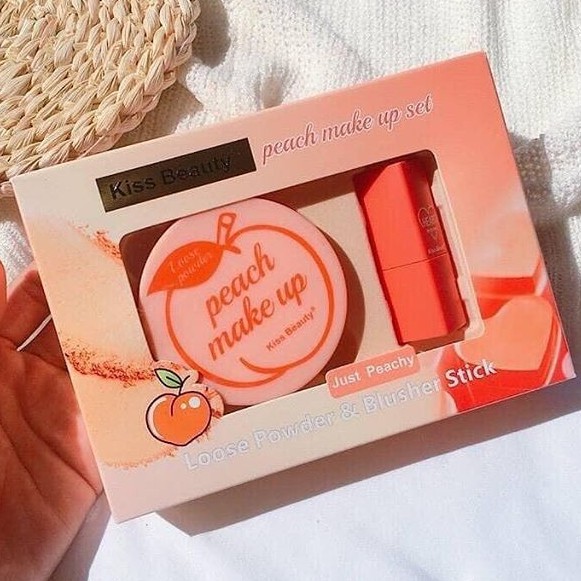 peach make up set
Kiss Beauty
Loose
powder
peach
make up
Kiss Beauty®
Just Peachy
Loose Powder & Blusher Stick